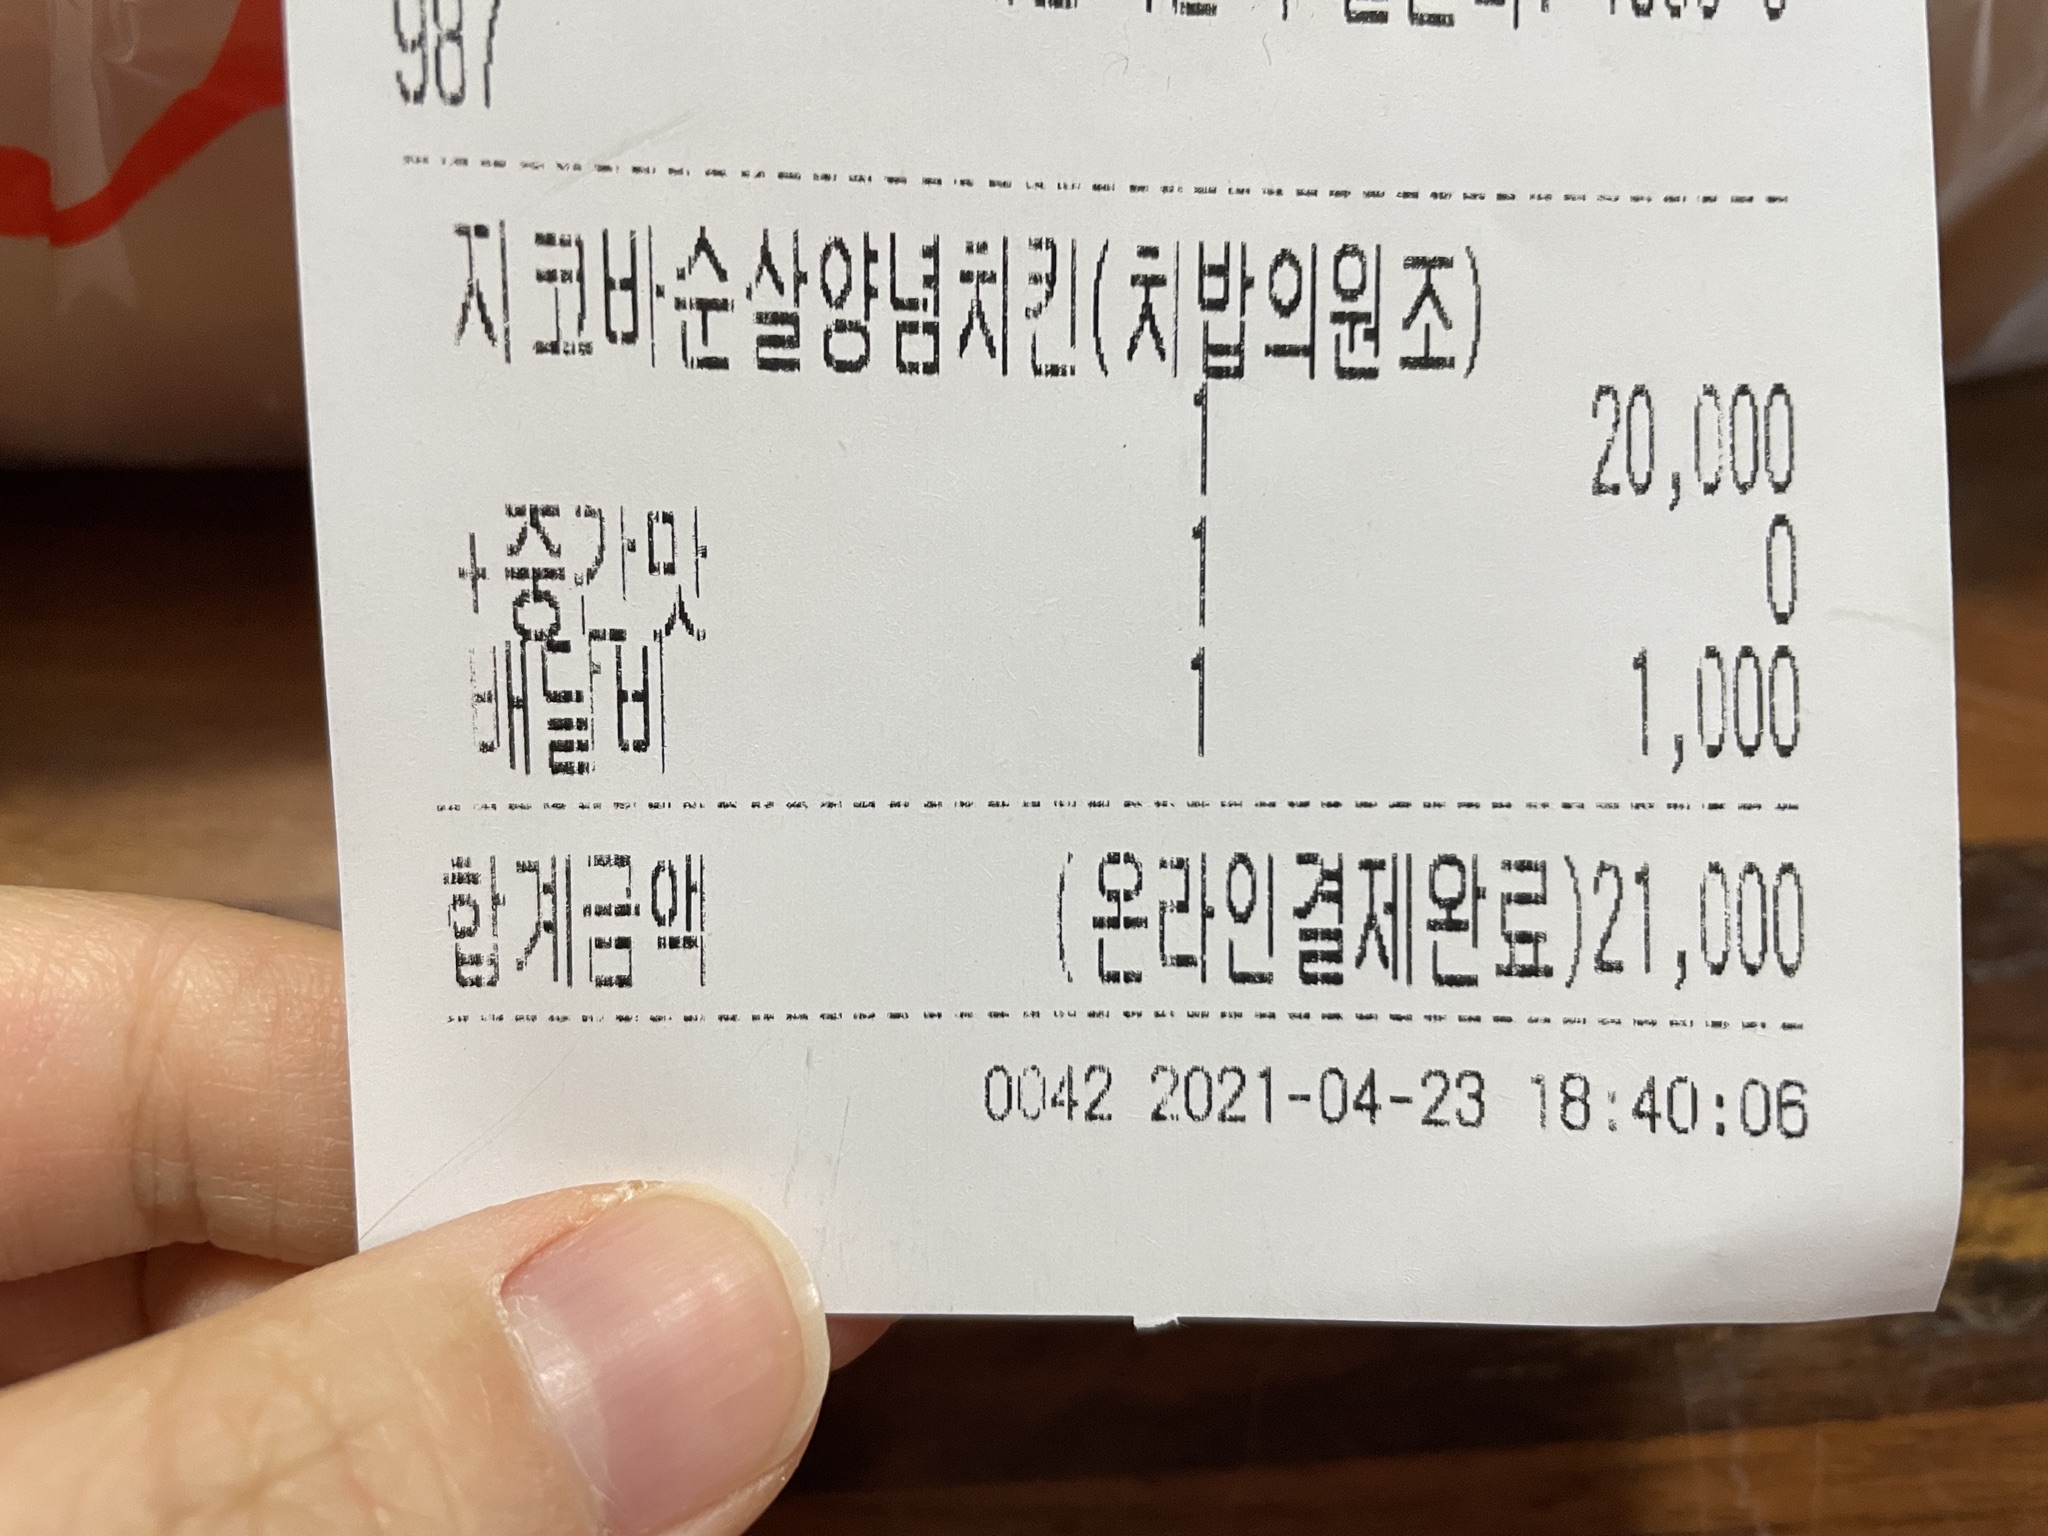 987
지코바순살양념치킨(치밥의원조)
1 20,000
+중간맛 1 0
배달비 1 1,000
합계금액 (온라인결제완료)21,000
0042 2021-04-23 18:40:06